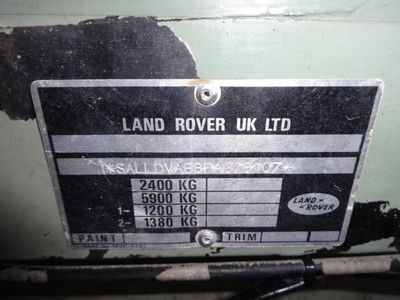 LAND ROVER UK LTD
2400 KG
5900 KG
1- 1200 KG
2- 1380 KG
LAND-
-ROVER
PAINT
TRIM